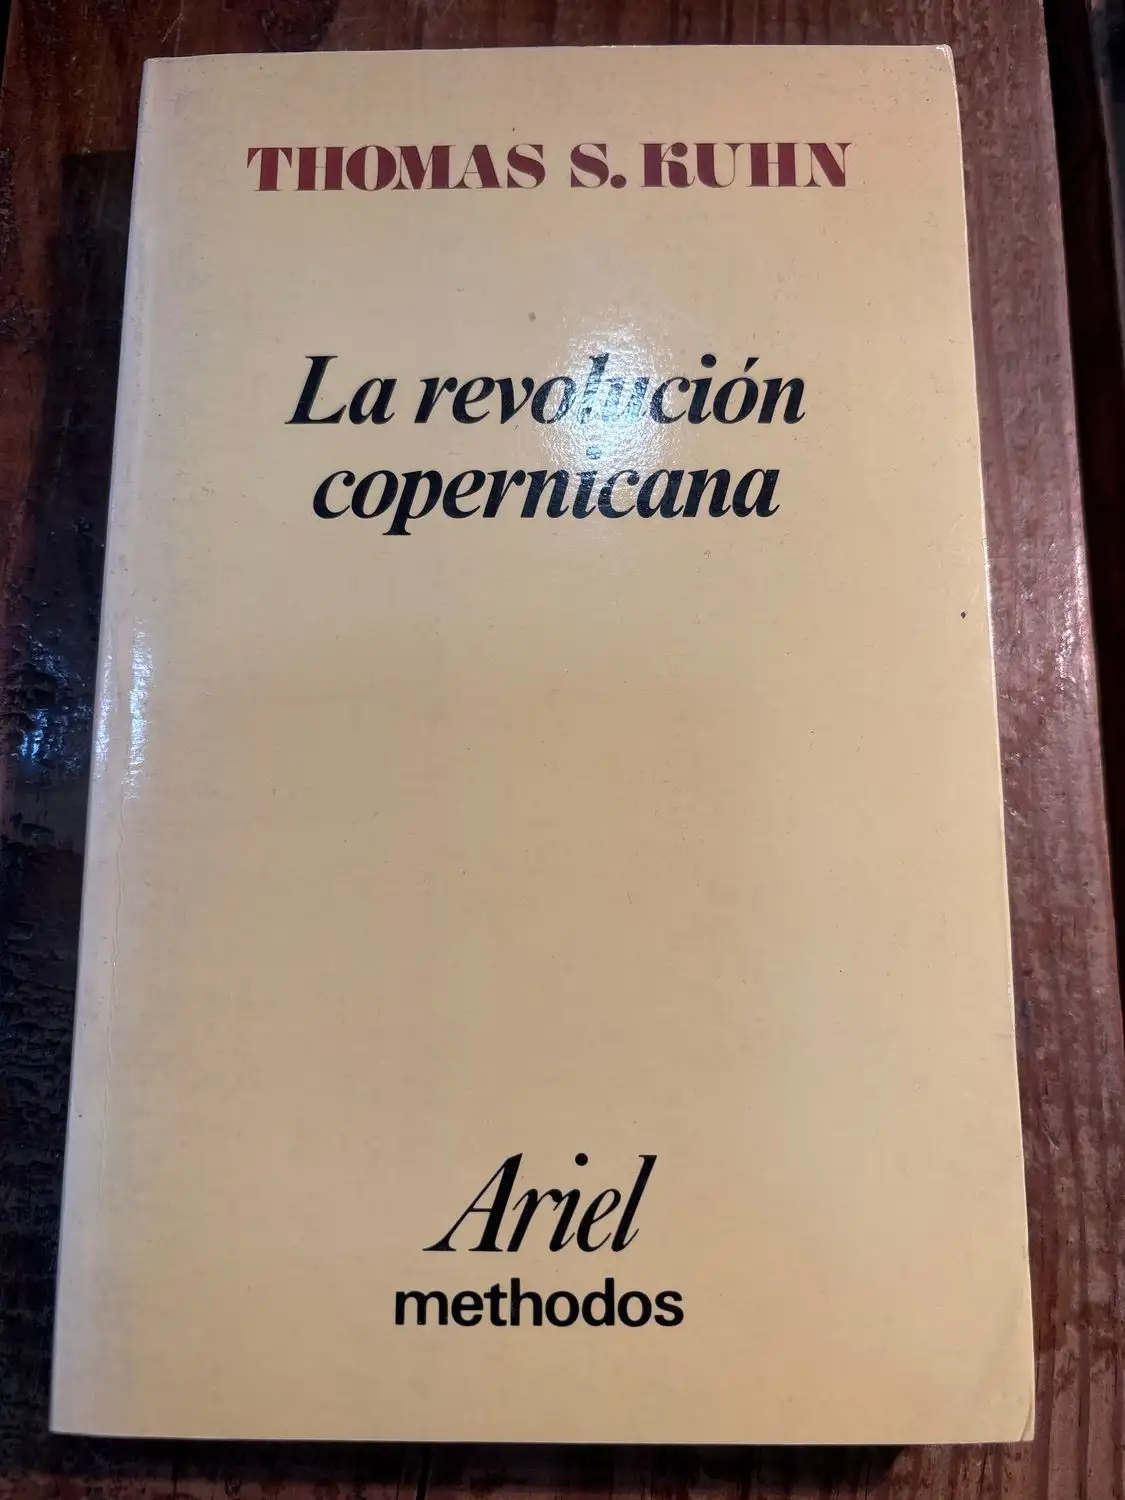 THOMAS S. KUHN
La revolución
copernicana
Ariel
methodos